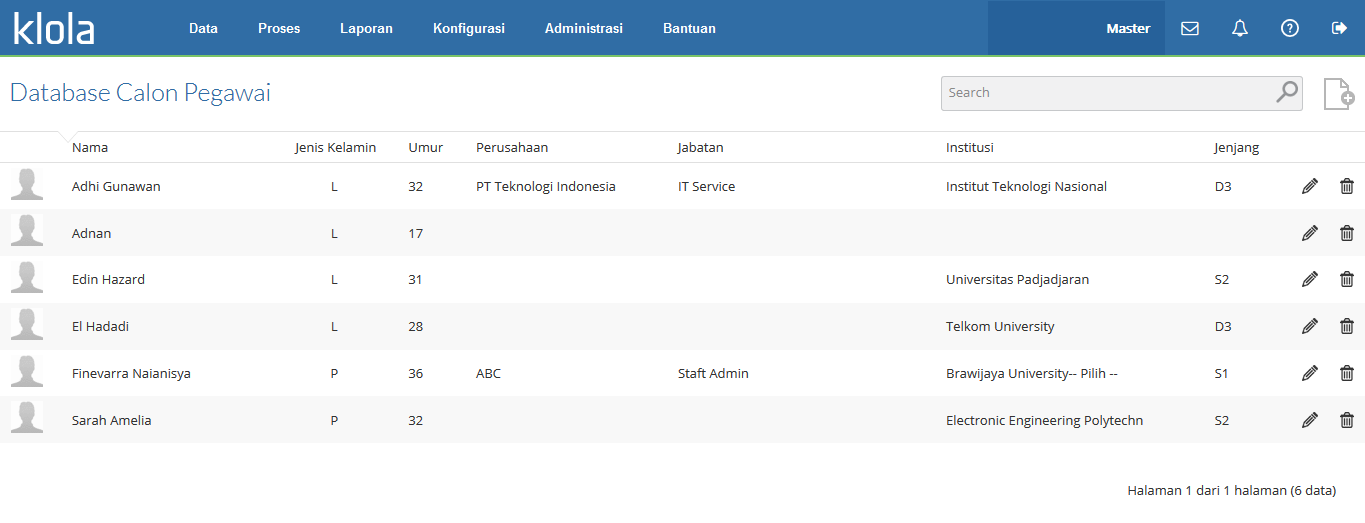 klola Data Proses Laporan Konfigurasi Administrasi Bantuan Master
Database Calon Pegawai Search
Nama Jenis Kelamin Umur Perusahaan Jabatan Institusi Jenjang
Adhi Gunawan L 32 PT Teknologi Indonesia IT Service Institut Teknologi Nasional D3
Adnan L 17
Edin Hazard L 31 Universitas Padjadjaran S2
El Hadadi L 28 Telkom University D3
Finevarra Naianisya P 36 ABC Staft Admin Brawijaya University-- Pilih -- S1
Sarah Amelia P 32 Electronic Engineering Polytechn S2
Halaman 1 dari 1 halaman (6 data)